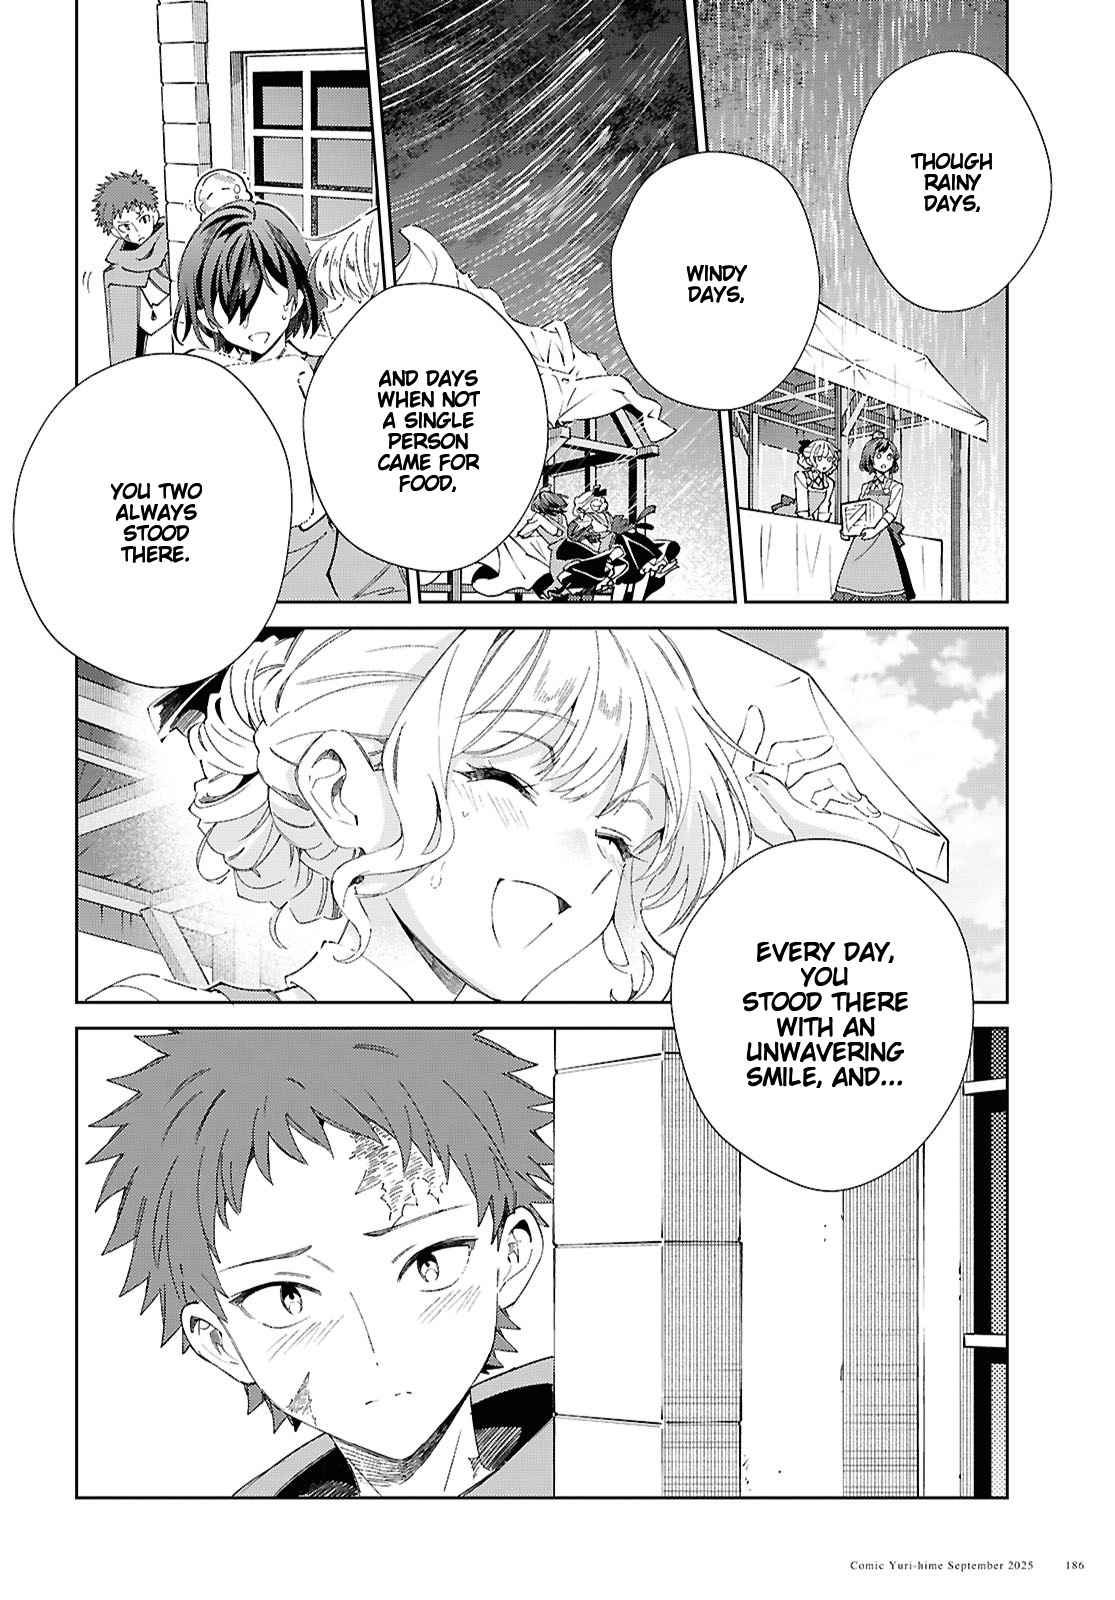 THOUGH
RAINY
DAYS,
WINDY
DAYS,
AND DAYS
WHEN NOT
A SINGLE
PERSON
CAME FOR
FOOD,
YOU TWO
ALWAYS
STOOD
THERE.
EVERY DAY,
YOU
STOOD THERE
WITH AN
UNWAVERING
SMILE, AND...
Comic Yuri-hime September 2025 186